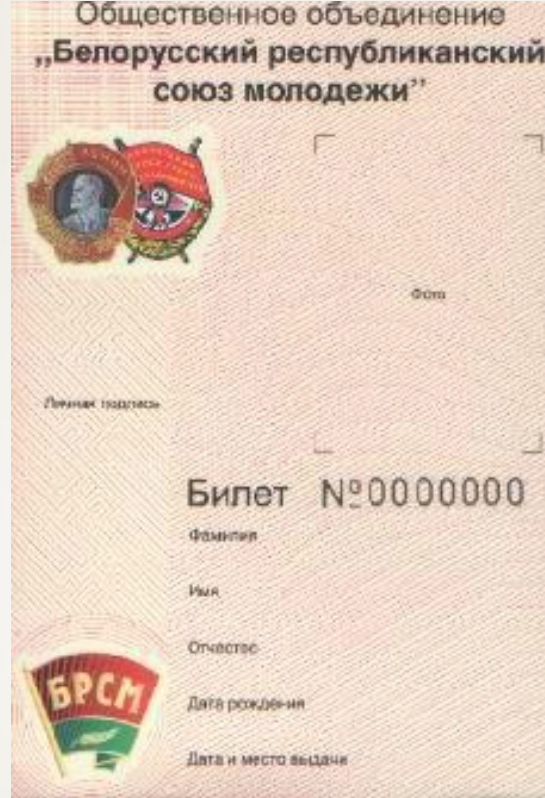 Общественное объединение
„Белорусский республиканский
союз молодежи”
Фото
Личная подпись
Билет №0000000
Фамилия
Имя
Отчество
Дата рождения
Дата и место выдачи
БРСМ